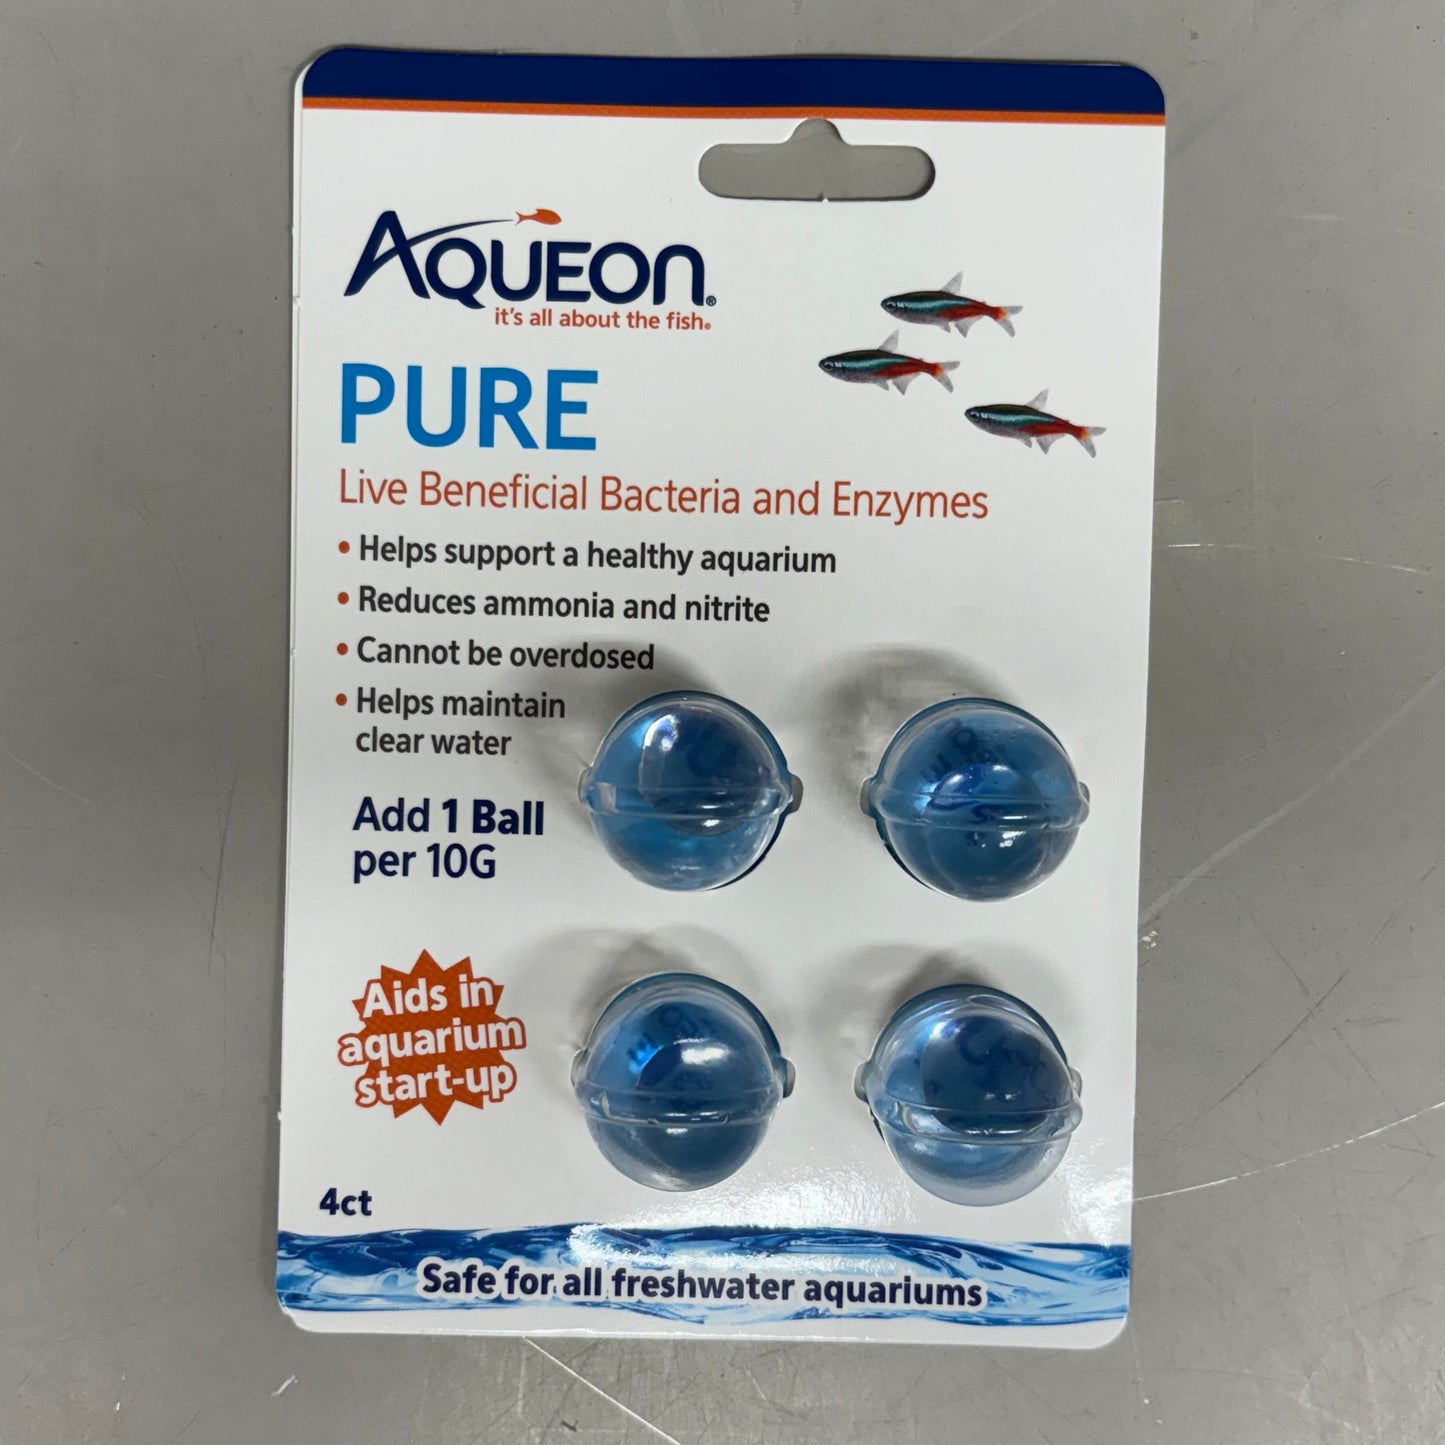 AQUEON®
it's all about the fish®
PURE
Live Beneficial Bacteria and Enzymes
• Helps support a healthy aquarium
• Reduces ammonia and nitrite
• Cannot be overdosed
• Helps maintain
clear water
Add 1 Ball
per 10G
Aids in
aquarium
start-up
4ct
Safe for all freshwater aquariums